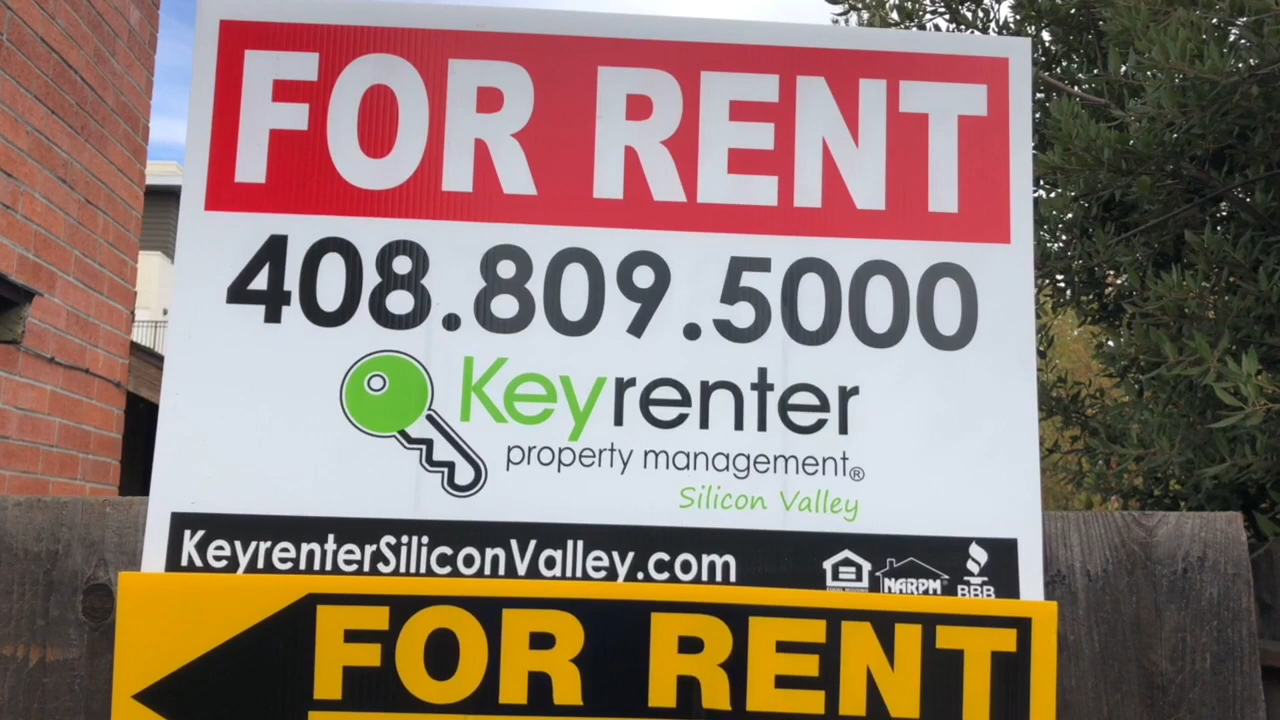 FOR RENT
408.809.5000
Keyrenter
property management®
Silicon Valley
KeyrenterSiliconValley.com
NARPM®
BBB
FOR RENT